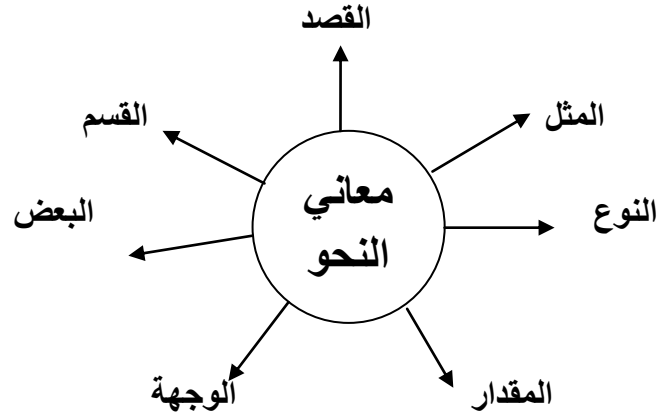 القصد
المثل
القسم
معاني
النحو
النوع
البعض
المقدار
الوجهة